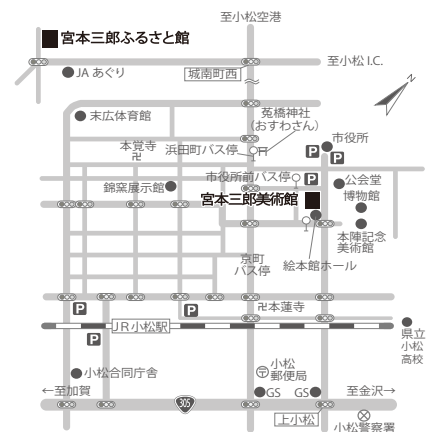 至小松空港
宮本三郎ふるさと館
至小松 I.C.
JA あぐり
城南町西
N
菟橋神社
(おすわさん)
末広体育館
市役所
本覚寺
浜田町バス停
P
P
市役所前バス停
P
公会堂
錦窯展示館
博物館
宮本三郎美術館
本陣記念
美術館
京町
バス停
絵本館ホール
本蓮寺
P
P
JR小松駅
P
県立
小松
高校
小松
郵便局
小松合同庁舎
←至加賀
GS
GS
至金沢→
305
上小松
小松警察署